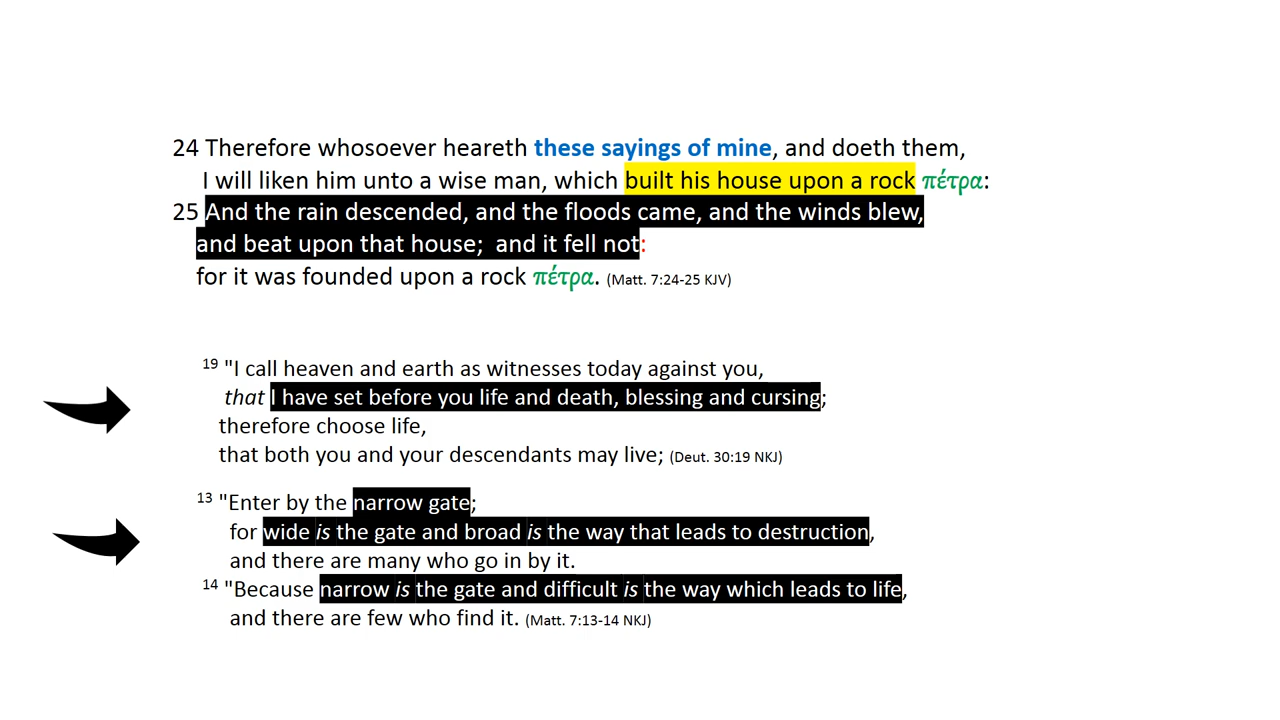 24 Therefore whosoever heareth these sayings of mine, and doeth them,
I will liken him unto a wise man, which built his house upon a rock πέτρα:
25 And the rain descended, and the floods came, and the winds blew,
and beat upon that house; and it fell not:
for it was founded upon a rock πέτρα. (Matt. 7:24-25 KJV)
19 "I call heaven and earth as witnesses today against you,
that I have set before you life and death, blessing and cursing;
therefore choose life,
that both you and your descendants may live; (Deut. 30:19 NKJ)
13 "Enter by the narrow gate;
for wide is the gate and broad is the way that leads to destruction,
and there are many who go in by it.
14 "Because narrow is the gate and difficult is the way which leads to life,
and there are few who find it. (Matt. 7:13-14 NKJ)